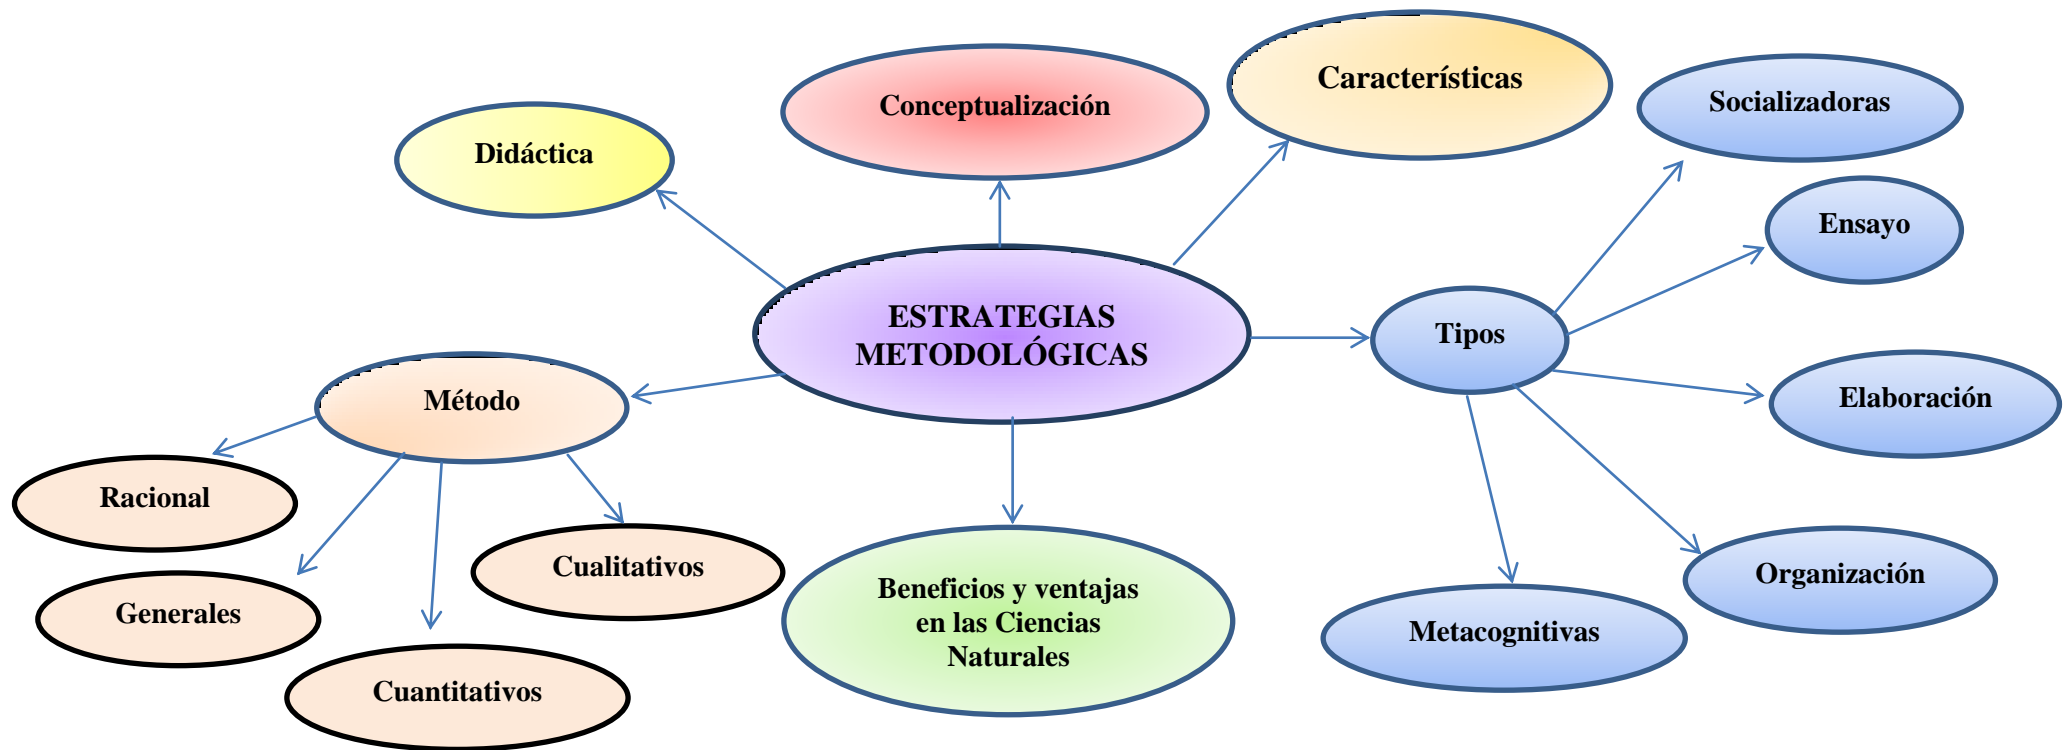 Características
Conceptualización
Socializadoras
Didáctica
Ensayo
ESTRATEGIAS
METODOLÓGICAS
Tipos
Método
Elaboración
Racional
Cualitativos
Organización
Beneficios y ventajas
en las Ciencias
Naturales
Generales
Metacognitivas
Cuantitativos